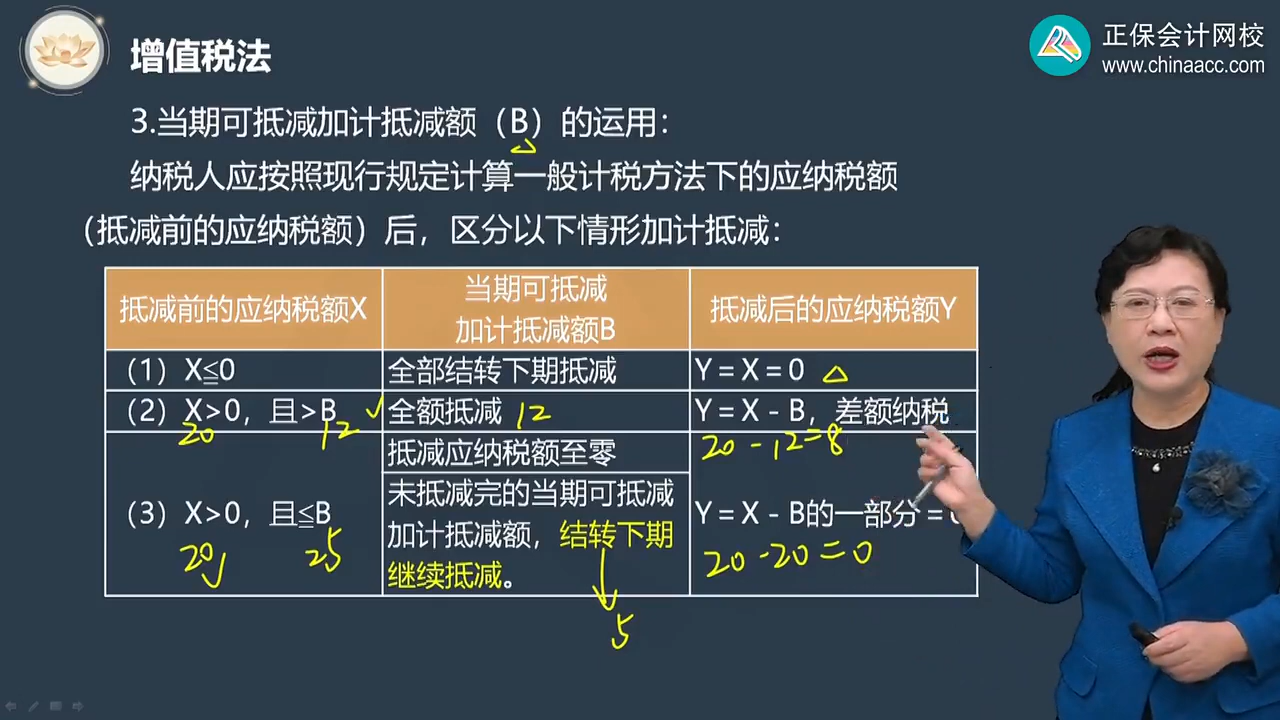 增值税法
正保会计网校
www.chinaacc.com
3.当期可抵减加计抵减额（B）的运用：
纳税人应按照现行规定计算一般计税方法下的应纳税额
（抵减前的应纳税额）后，区分以下情形加计抵减：
抵减前的应纳税额X
当期可抵减
加计抵减额B
抵减后的应纳税额Y
（1）X≦0
全部结转下期抵减
Y＝X＝0
（2）X>0，且>B
20
12
全额抵减
12
Y＝X－B，差额纳税
20-12=8
（3）X>0，且≦B
20
25
抵减应纳税额至零
未抵减完的当期可抵减
加计抵减额，结转下期
继续抵减。
5
Y＝X－B的一部分＝0
20-20=0